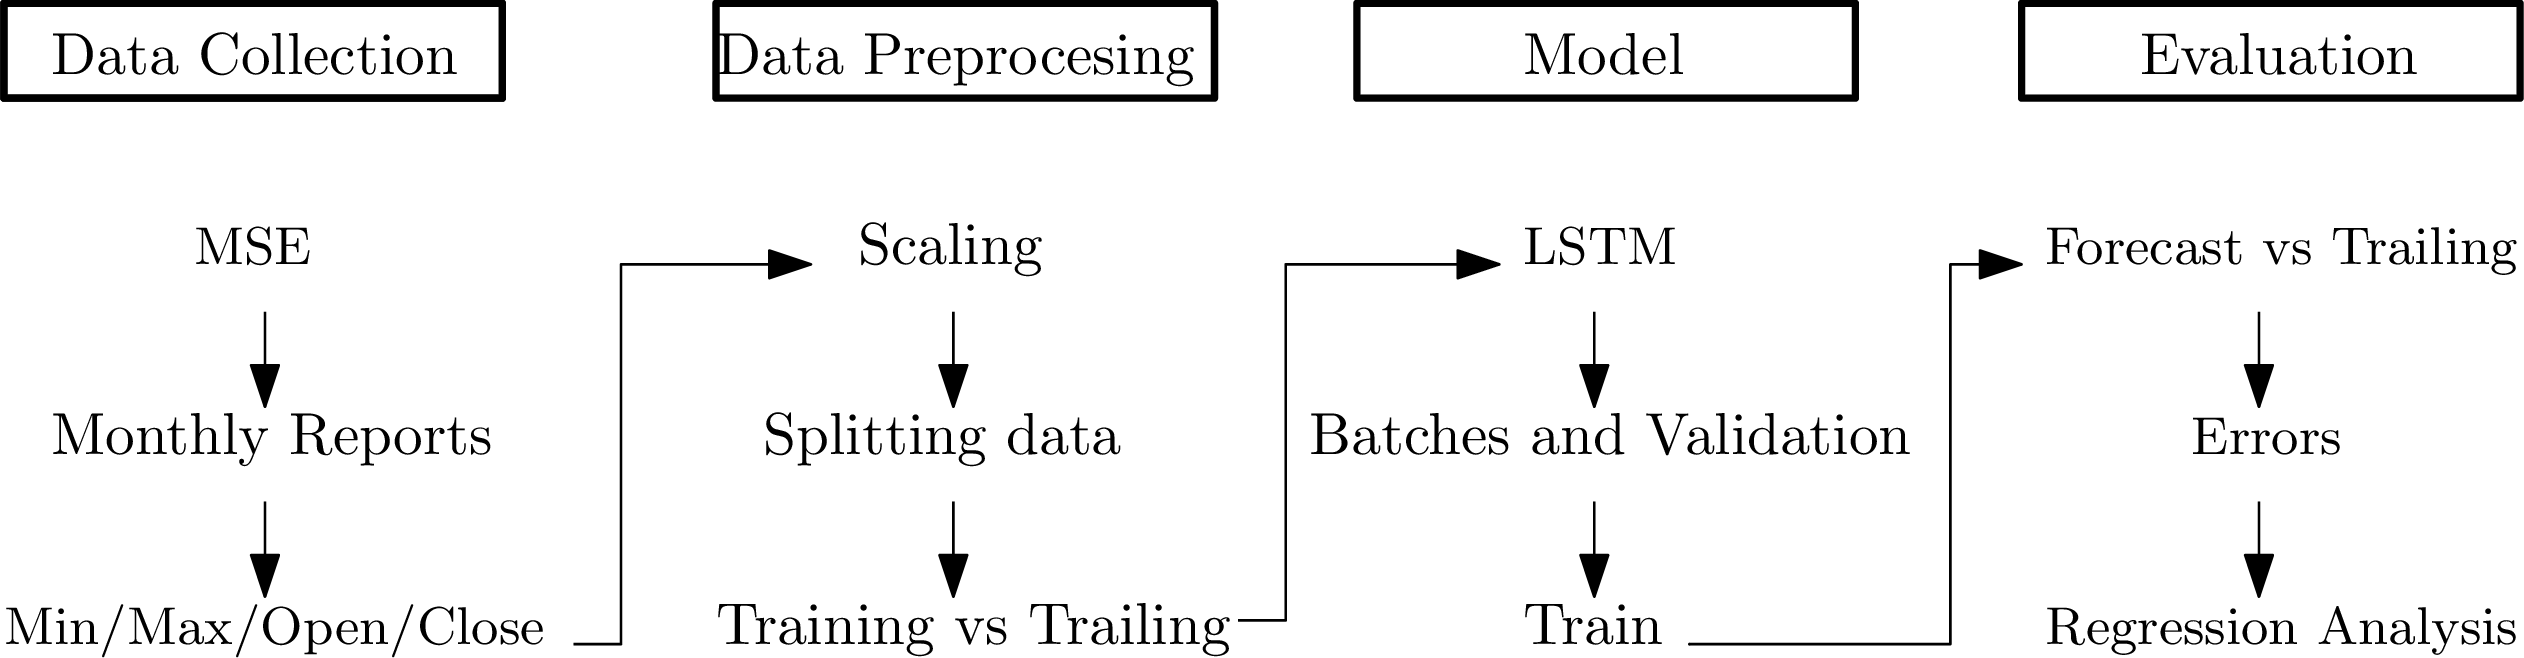 Data Collection
Data Preprocesing
Model
Evaluation
MSE
Scaling
LSTM
Forecast vs Trailing
Monthly Reports
Splitting data
Batches and Validation
Errors
Min/Max/Open/Close
Training vs Trailing
Train
Regression Analysis